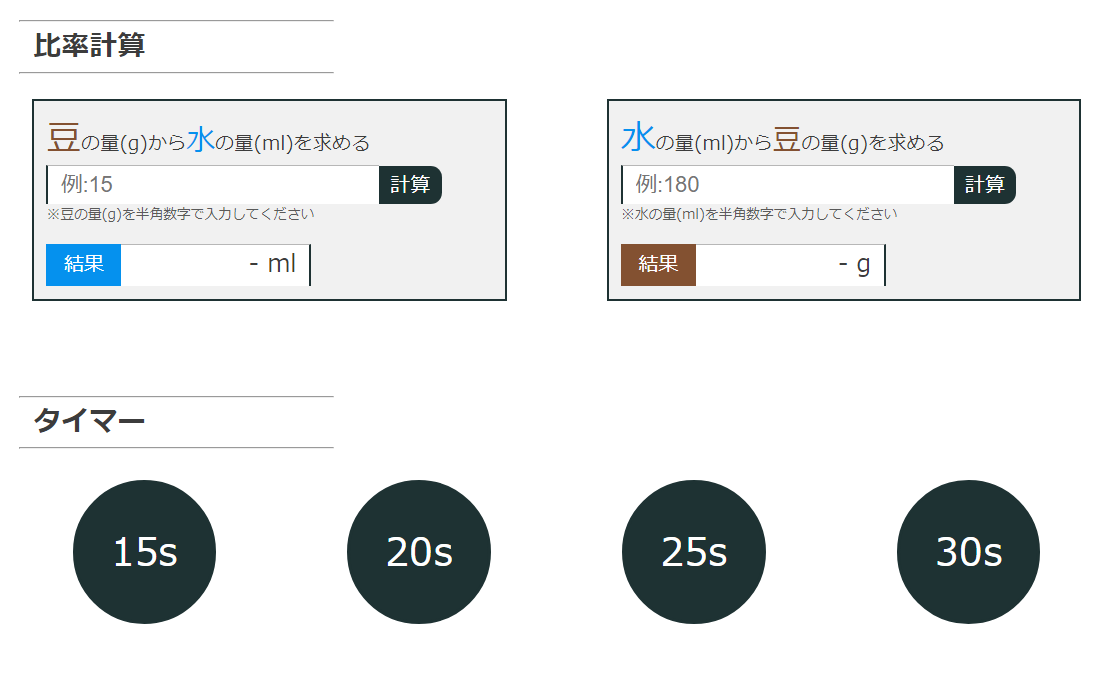 比率計算
豆の量(g)から水の量(ml)を求める
例:15 計算
※豆の量(g)を半角数字で入力してください
結果 - ml
水の量(ml)から豆の量(g)を求める
例:180 計算
※水の量(ml)を半角数字で入力してください
結果 - g
タイマー
15s 20s 25s 30s